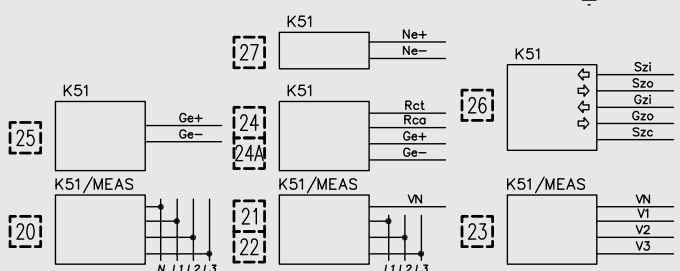 K51
27
Ne+
Ne-
K51
26
Szi
Szo
Gzi
Gzo
Szc
K51
25
Ge+
Ge-
K51
24
24A
Rct
Rca
Ge+
Ge-
K51/MEAS
20
N L1 L2 L3
K51/MEAS
21
22
VN
L1 L2 L3
K51/MEAS
23
VN
V1
V2
V3